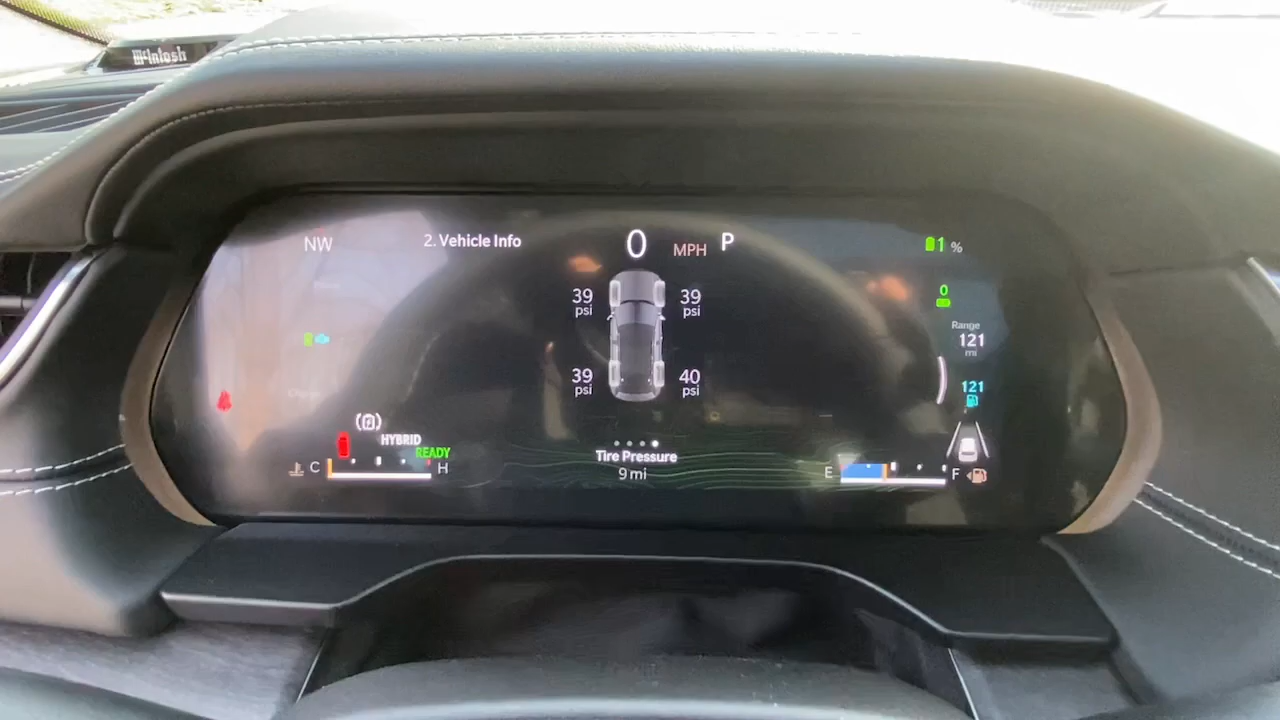 McIntosh
NW
2. Vehicle Info
0 MPH P
1 %
39 psi
39 psi
0
Range
121
mi
39 psi
40 psi
121
HYBRID
READY
C H
Tire Pressure
9 mi
E F